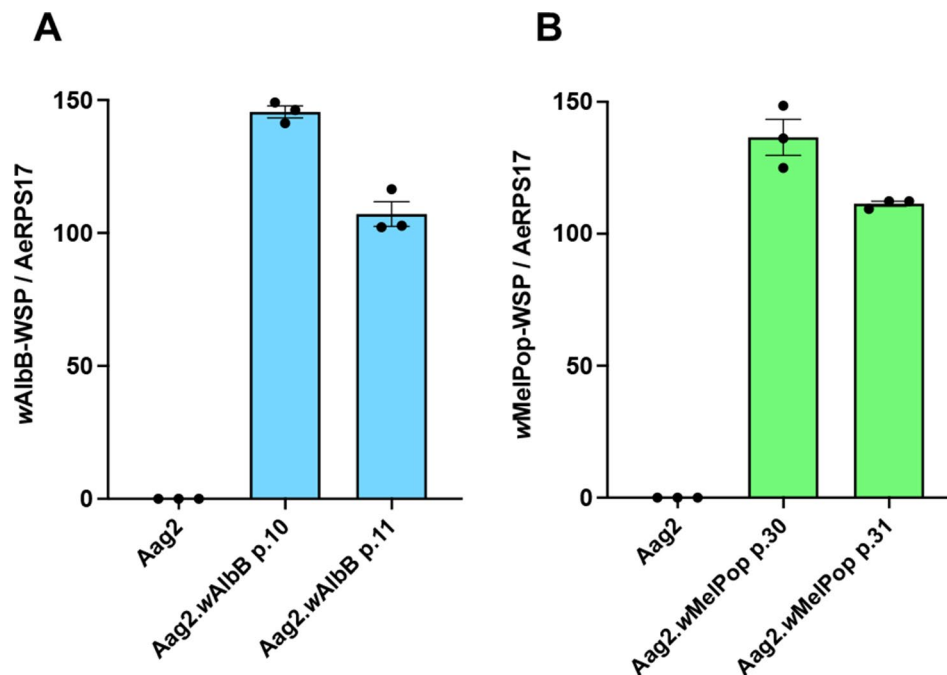 A
wAlbB-WSP / AeRPS17
150
100
50
0
Aag2
Aag2.wAlbB p.10
Aag2.wAlbB p.11
B
wMelPop-WSP / AeRPS17
150
100
50
0
Aag2
Aag2.wMelPop p.30
Aag2.wMelPop p.31